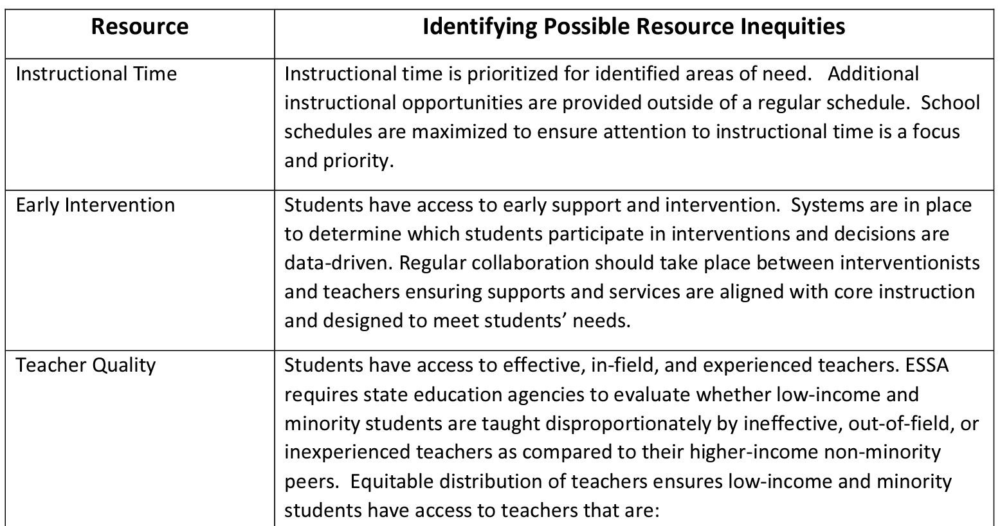 Resource
Identifying Possible Resource Inequities
Instructional Time
Instructional time is prioritized for identified areas of need.   Additional
instructional opportunities are provided outside of a regular schedule.  School
schedules are maximized to ensure attention to instructional time is a focus
and priority.
Early Intervention
Students have access to early support and intervention.  Systems are in place
to determine which students participate in interventions and decisions are
data-driven. Regular collaboration should take place between interventionists
and teachers ensuring supports and services are aligned with core instruction
and designed to meet students’ needs.
Teacher Quality
Students have access to effective, in-field, and experienced teachers. ESSA
requires state education agencies to evaluate whether low-income and
minority students are taught disproportionately by ineffective, out-of-field, or
inexperienced teachers as compared to their higher-income non-minority
peers.  Equitable distribution of teachers ensures low-income and minority
students have access to teachers that are: